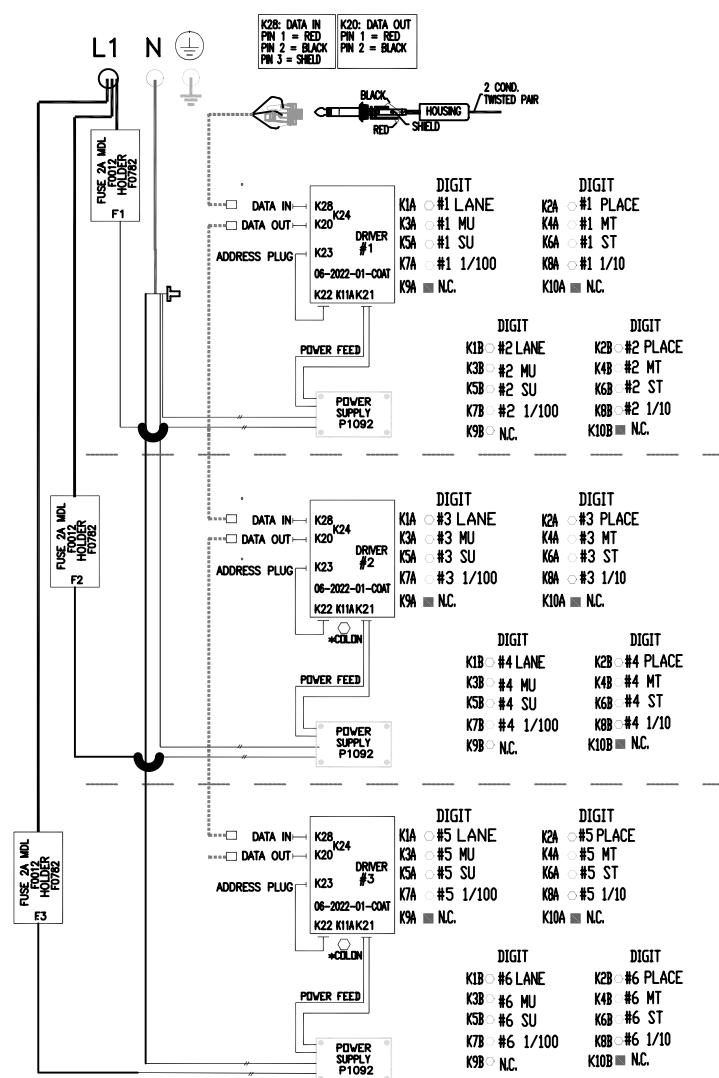 K28: DATA IN
PIN 1 = RED
PIN 2 = BLACK
PIN 3 = SHIELD
K20: DATA OUT
PIN 1 = RED
PIN 2 = BLACK
L1 N
BLACK
RED
SHIELD
HOUSING
2 COND.
TWISTED PAIR
FUSE 2A MDL
F0012
HOLDER
F0782
F1
DATA IN
DATA OUT
ADDRESS PLUG
K28
K24
K20
DRIVER
#1
K23
06-2022-01-COAT
K22 K11A K21
POWER FEED
POWER
SUPPLY
P1092
DIGIT DIGIT
K1A #1 LANE K2A #1 PLACE
K3A #1 MU K4A #1 MT
K5A #1 SU K6A #1 ST
K7A #1 1/100 K8A #1 1/10
K9A N.C. K10A N.C.
DIGIT DIGIT
K1B #2 LANE K2B #2 PLACE
K3B #2 MU K4B #2 MT
K5B #2 SU K6B #2 ST
K7B #2 1/100 K8B #2 1/10
K9B N.C. K10B N.C.
FUSE 2A MDL
F0012
HOLDER
F0782
F2
DATA IN
DATA OUT
ADDRESS PLUG
K28
K24
K20
DRIVER
#2
K23
06-2022-01-COAT
K22 K11A K21
*COLON
POWER FEED
POWER
SUPPLY
P1092
DIGIT DIGIT
K1A #3 LANE K2A #3 PLACE
K3A #3 MU K4A #3 MT
K5A #3 SU K6A #3 ST
K7A #3 1/100 K8A #3 1/10
K9A N.C. K10A N.C.
DIGIT DIGIT
K1B #4 LANE K2B #4 PLACE
K3B #4 MU K4B #4 MT
K5B #4 SU K6B #4 ST
K7B #4 1/100 K8B #4 1/10
K9B N.C. K10B N.C.
FUSE 2A MDL
F0012
HOLDER
F0782
F3
DATA IN
DATA OUT
ADDRESS PLUG
K28
K24
K20
DRIVER
#3
K23
06-2022-01-COAT
K22 K11A K21
*COLON
POWER FEED
POWER
SUPPLY
P1092
DIGIT DIGIT
K1A #5 LANE K2A #5 PLACE
K3A #5 MU K4A #5 MT
K5A #5 SU K6A #5 ST
K7A #5 1/100 K8A #5 1/10
K9A N.C. K10A N.C.
DIGIT DIGIT
K1B #6 LANE K2B #6 PLACE
K3B #6 MU K4B #6 MT
K5B #6 SU K6B #6 ST
K7B #6 1/100 K8B #6 1/10
K9B N.C. K10B N.C.